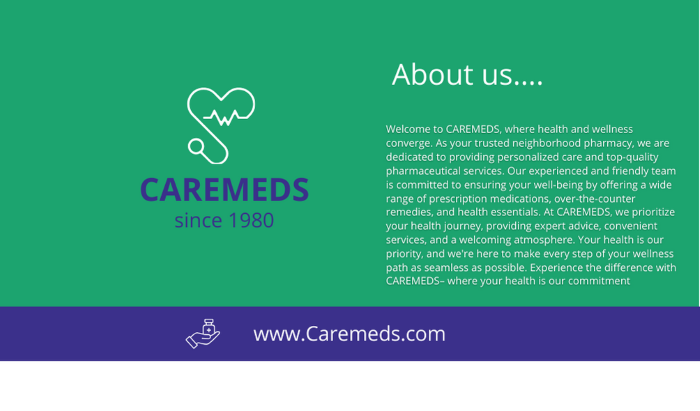 CAREMEDS
since 1980
About us....
Welcome to CAREMEDS, where health and wellness
converge. As your trusted neighborhood pharmacy, we are
dedicated to providing personalized care and top-quality
pharmaceutical services. Our experienced and friendly team
is committed to ensuring your well-being by offering a wide
range of prescription medications, over-the-counter
remedies, and health essentials. At CAREMEDS, we prioritize
your health journey, providing expert advice, convenient
services, and a welcoming atmosphere. Your health is our
priority, and we're here to make every step of your wellness
path as seamless as possible. Experience the difference with
CAREMEDS– where your health is our commitment
www.Caremeds.com